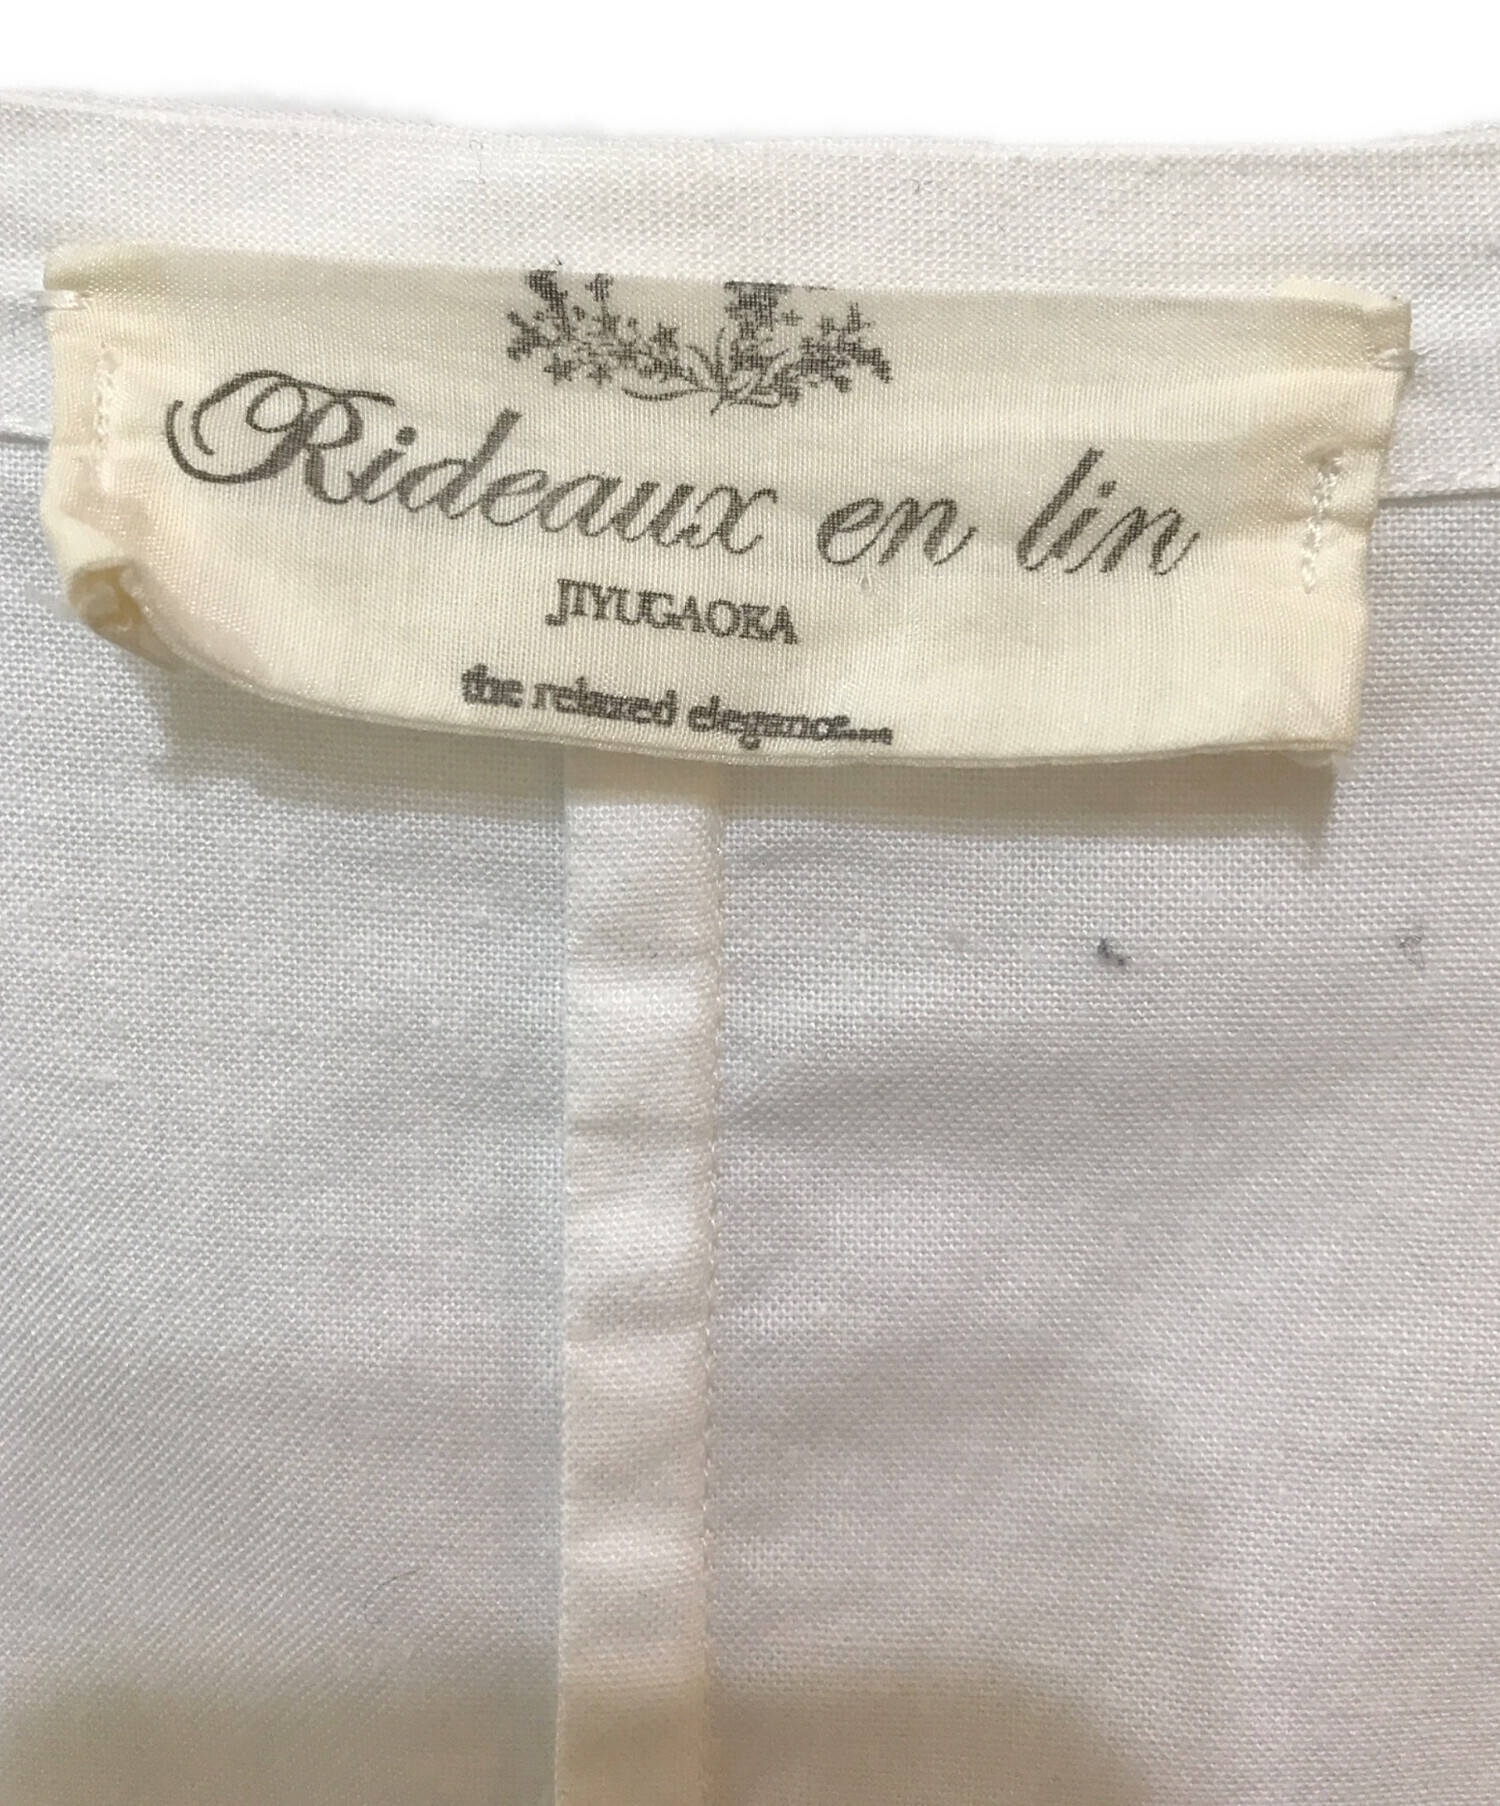 Rideaux en lin
JIYUGAOKA
the relaxed elegance....